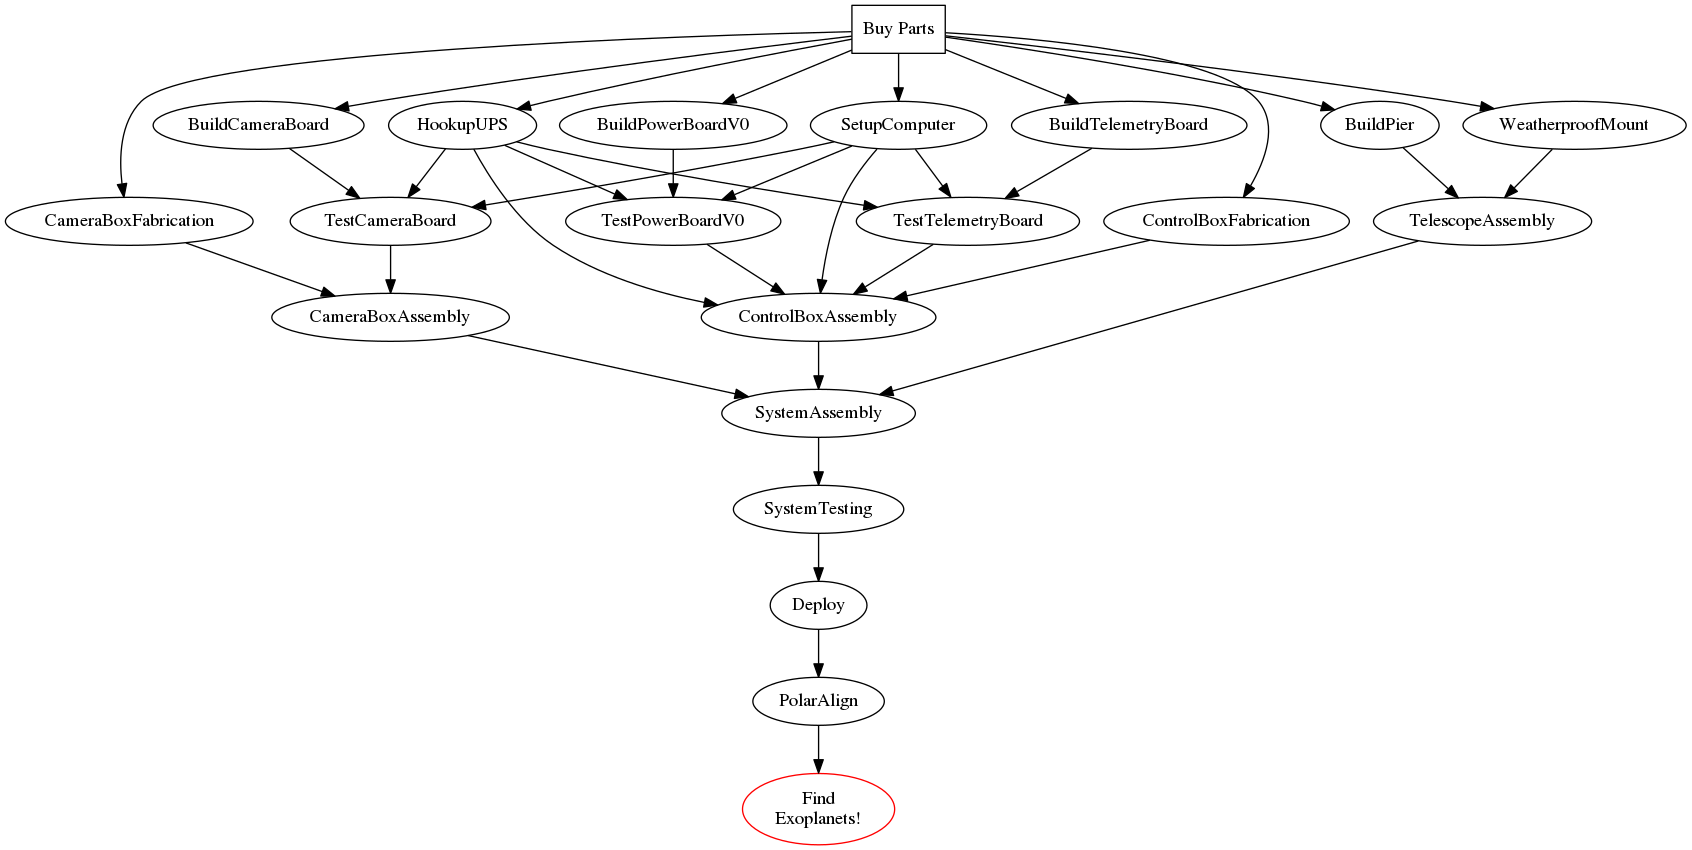 Buy Parts
BuildCameraBoard
HookupUPS
BuildPowerBoardV0
SetupComputer
BuildTelemetryBoard
BuildPier
WeatherproofMount
CameraBoxFabrication
TestCameraBoard
TestPowerBoardV0
TestTelemetryBoard
ControlBoxFabrication
TelescopeAssembly
CameraBoxAssembly
ControlBoxAssembly
SystemAssembly
SystemTesting
Deploy
PolarAlign
Find
Exoplanets!